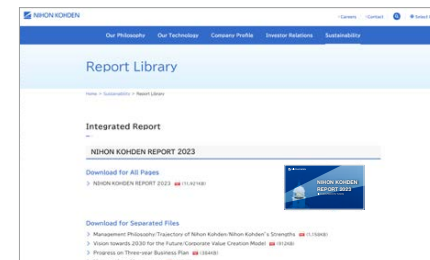 NIHON KOHDEN
Careers Contact Select
Our Philosophy Our Technology Company Profile Investor Relations Sustainability
Report Library
Home > Sustainability > Report Library
Integrated Report
NIHON KOHDEN REPORT 2023
Download for All Pages
> NIHON KOHDEN REPORT 2023
NIHON KOHDEN
REPORT 2023
Download for Separated Files
> Management Philosophy/Trajectory of Nihon Kohden/Nihon Kohden's Strengths
> Vision towards 2030 for the Future/Corporate Value Creation Model
> Progress on Three-year Business Plan